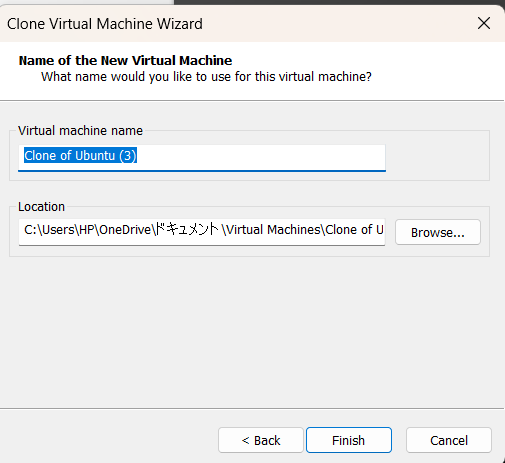 Clone Virtual Machine Wizard
Name of the New Virtual Machine
What name would you like to use for this virtual machine?
Virtual machine name
Clone of Ubuntu (3)
Location
C:\Users\HP\OneDrive\ドキュメント\Virtual Machines\Clone of U
Browse...
< Back
Finish
Cancel